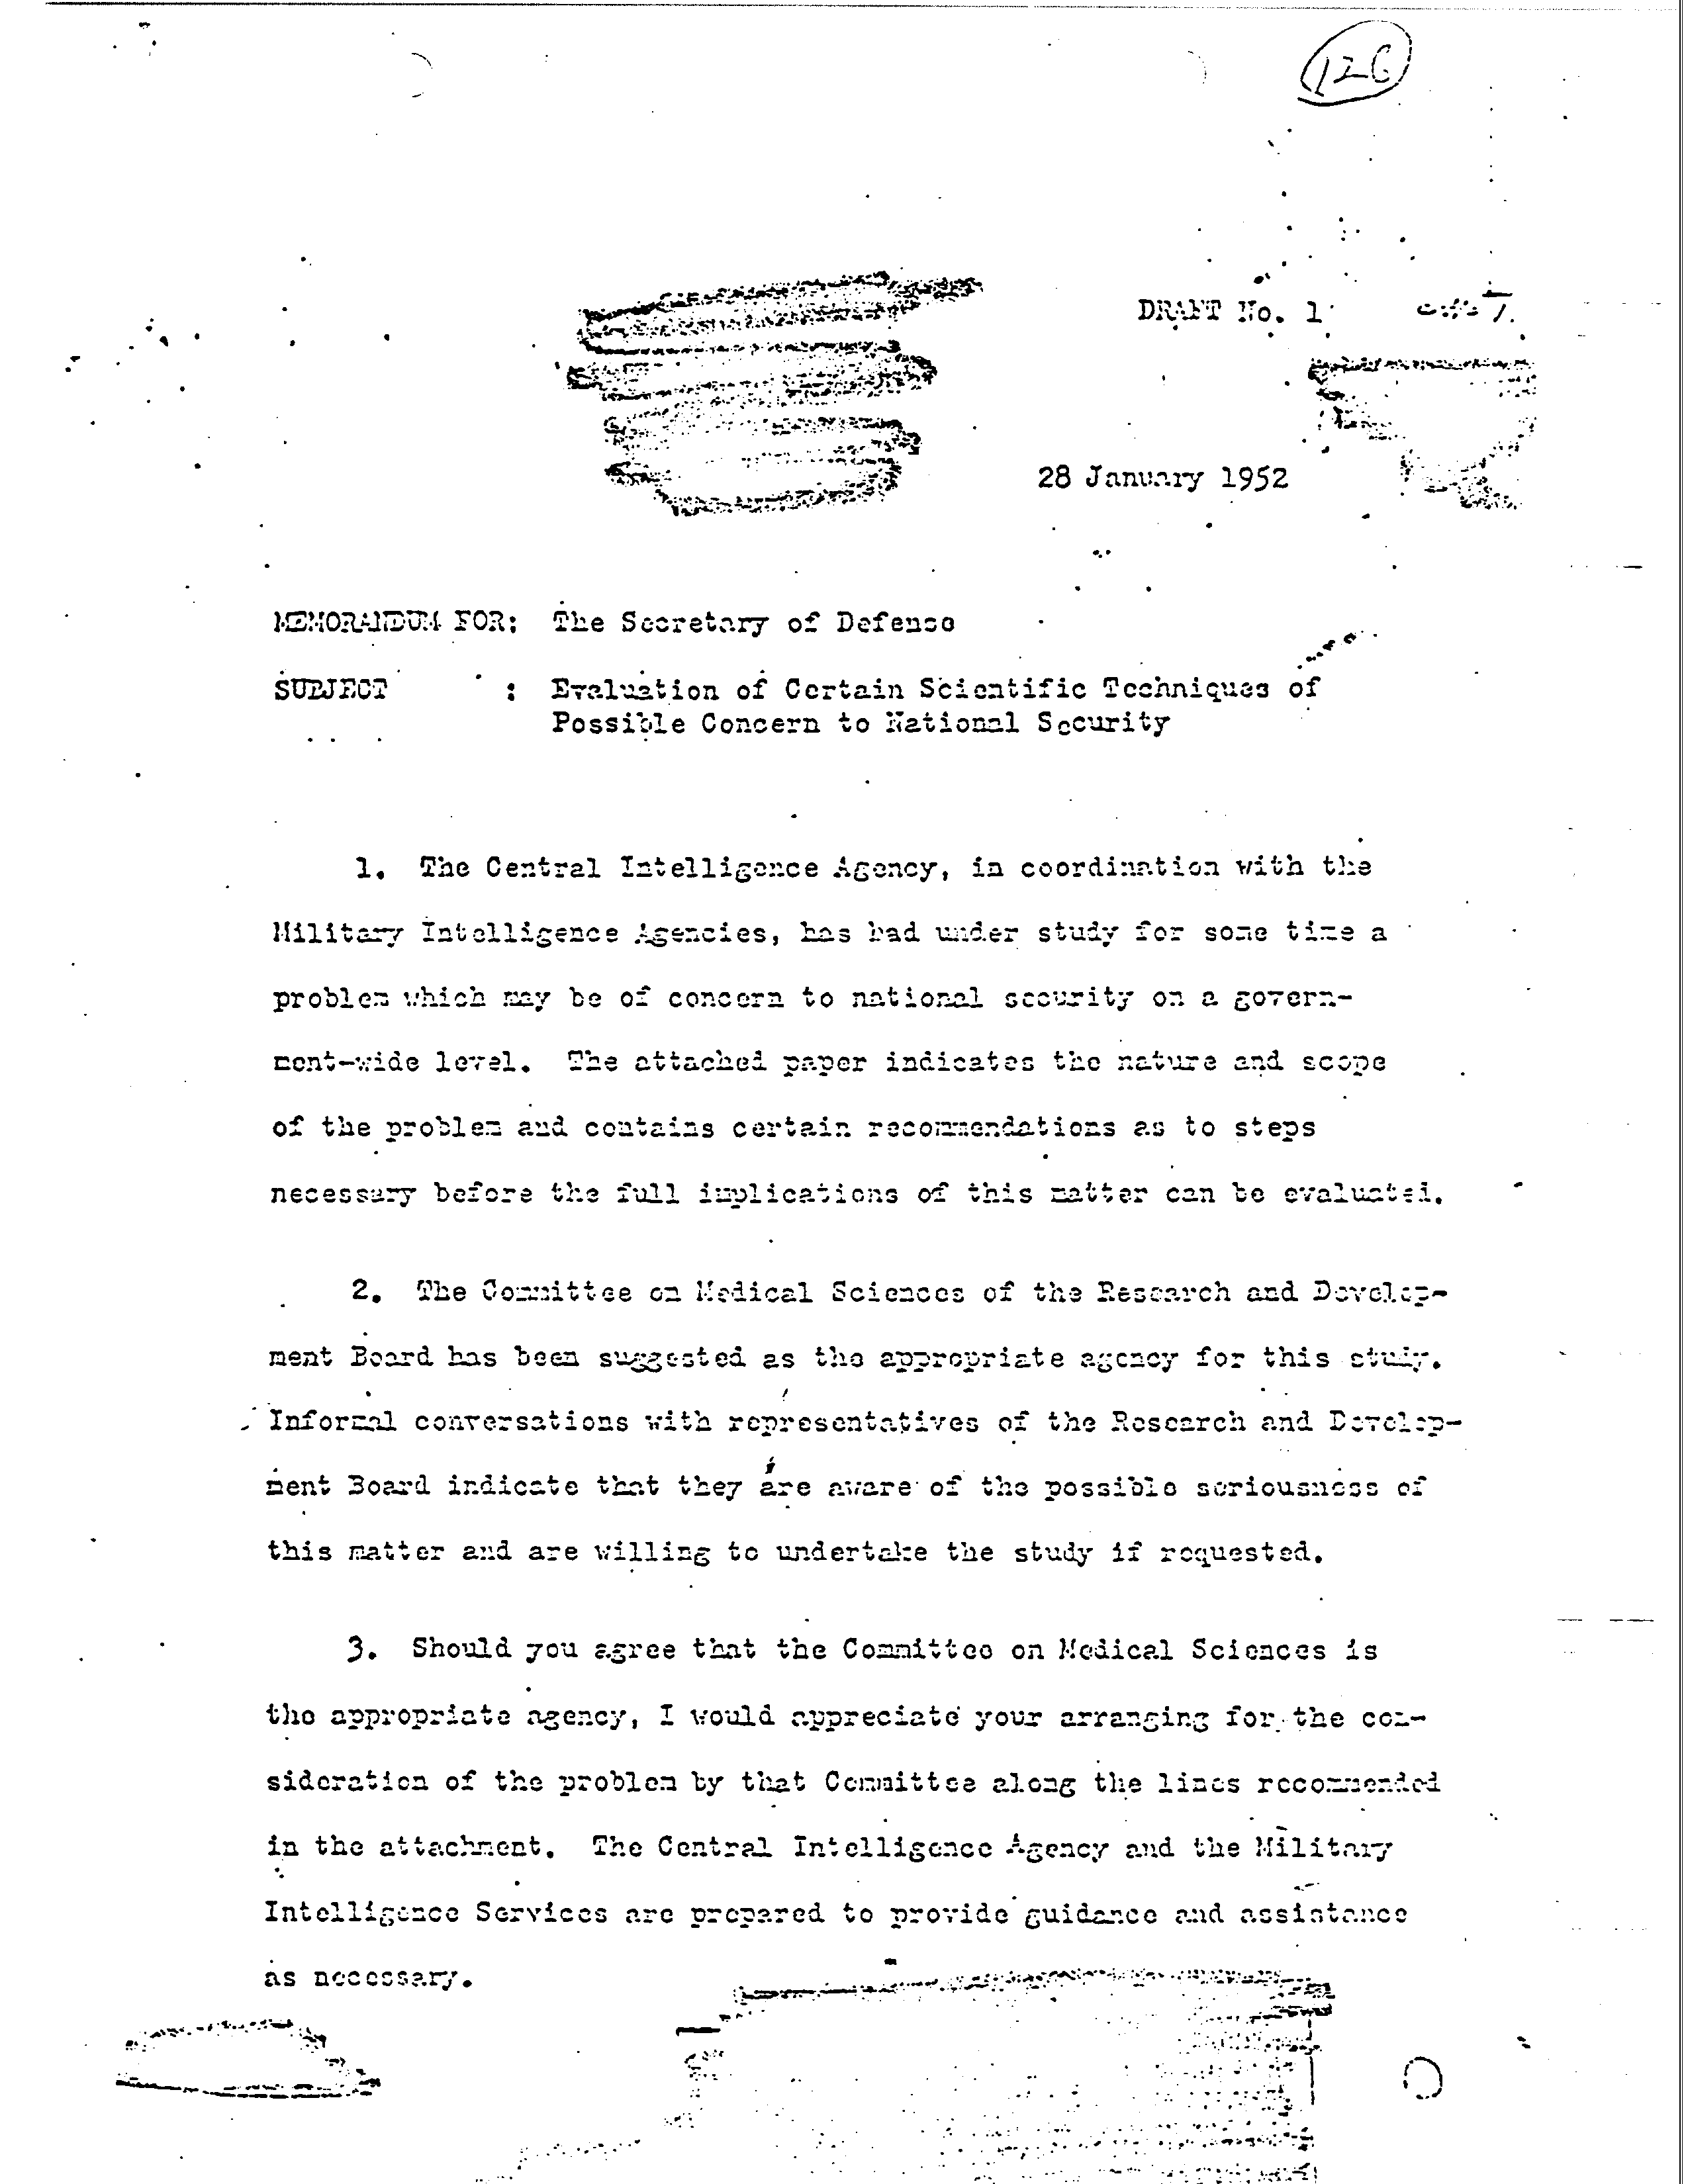 126
DRAFT No. 1
28 January 1952
MEMORANDUM FOR: The Secretary of Defense
SUBJECT : Evaluation of Certain Scientific Techniques of
Possible Concern to National Security
1. The Central Intelligence Agency, in coordination with the
Military Intelligence Agencies, has had under study for some time a
problem which may be of concern to national security on a govern-
ment-wide level. The attached paper indicates the nature and scope
of the problem and contains certain recommendations as to steps
necessary before the full implications of this matter can be evaluated.
2. The Committee on Medical Sciences of the Research and Develop-
ment Board has been suggested as the appropriate agency for this study.
Informal conversations with representatives of the Research and Develop-
ment Board indicate that they are aware of the possible seriousness of
this matter and are willing to undertake the study if requested.
3. Should you agree that the Committee on Medical Sciences is
the appropriate agency, I would appreciate your arranging for the con-
sideration of the problem by that Committee along the lines recommended
in the attachment. The Central Intelligence Agency and the Military
Intelligence Services are prepared to provide guidance and assistance
as necessary.